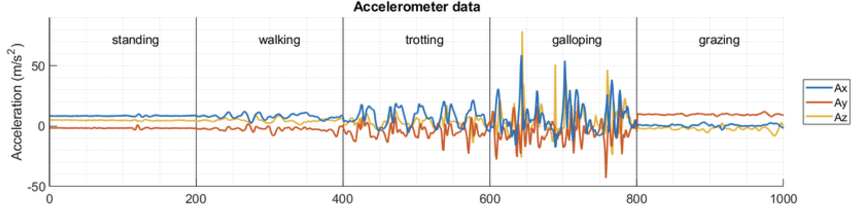 Accelerometer data
standing walking trotting galloping grazing
Acceleration (m/s²)
50
0
-50
0 200 400 600 800 1000
Ax
Ay
Az